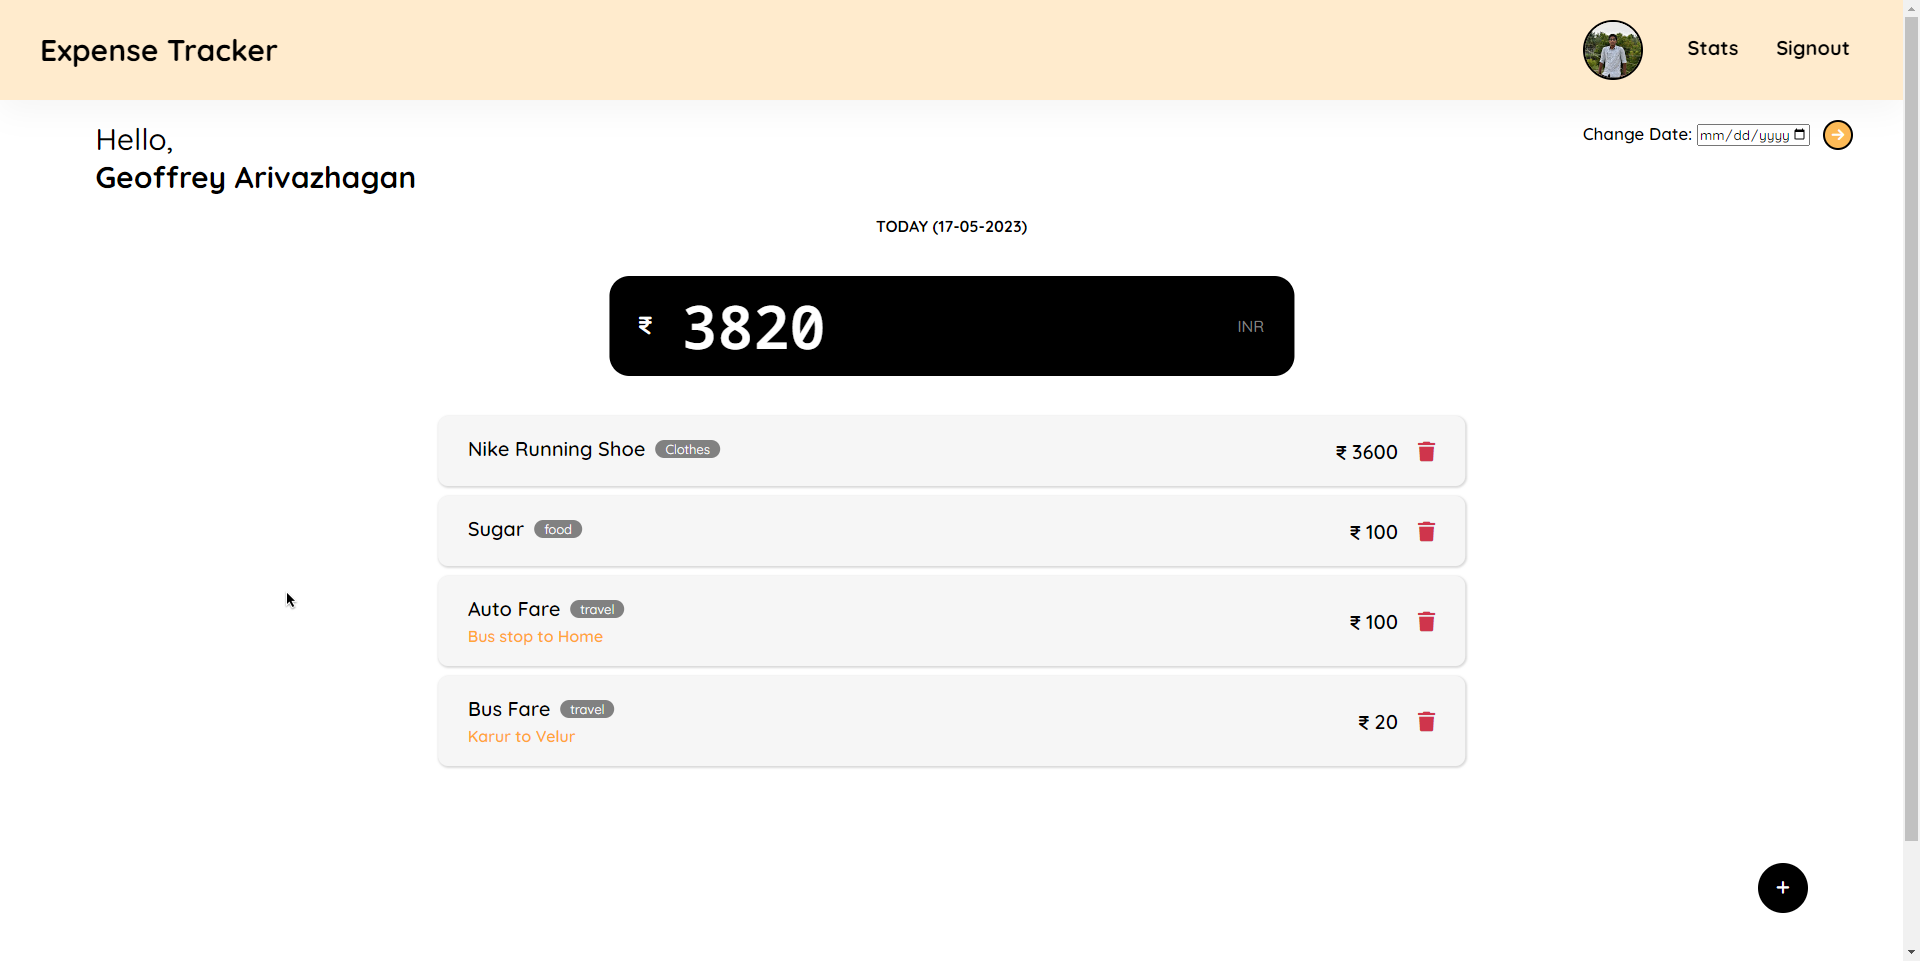 Expense Tracker
Stats
Signout
Hello,
Geoffrey Arivazhagan
Change Date: mm/dd/yyyy
TODAY (17-05-2023)
₹ 3820 INR
Nike Running Shoe Clothes ₹ 3600
Sugar food ₹ 100
Auto Fare travel ₹ 100
Bus stop to Home
Bus Fare travel ₹ 20
Karur to Velur
+